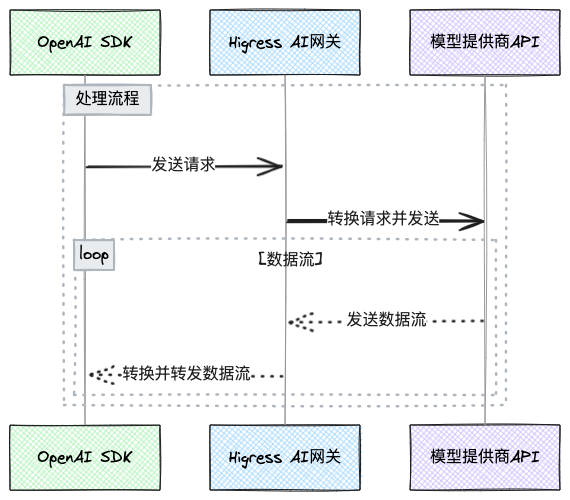 OpenAI SDK
Higress AI网关
模型提供商API
处理流程
发送请求
转换请求并发送
loop
[数据流]
发送数据流
转换并转发数据流
OpenAI SDK
Higress AI网关
模型提供商API